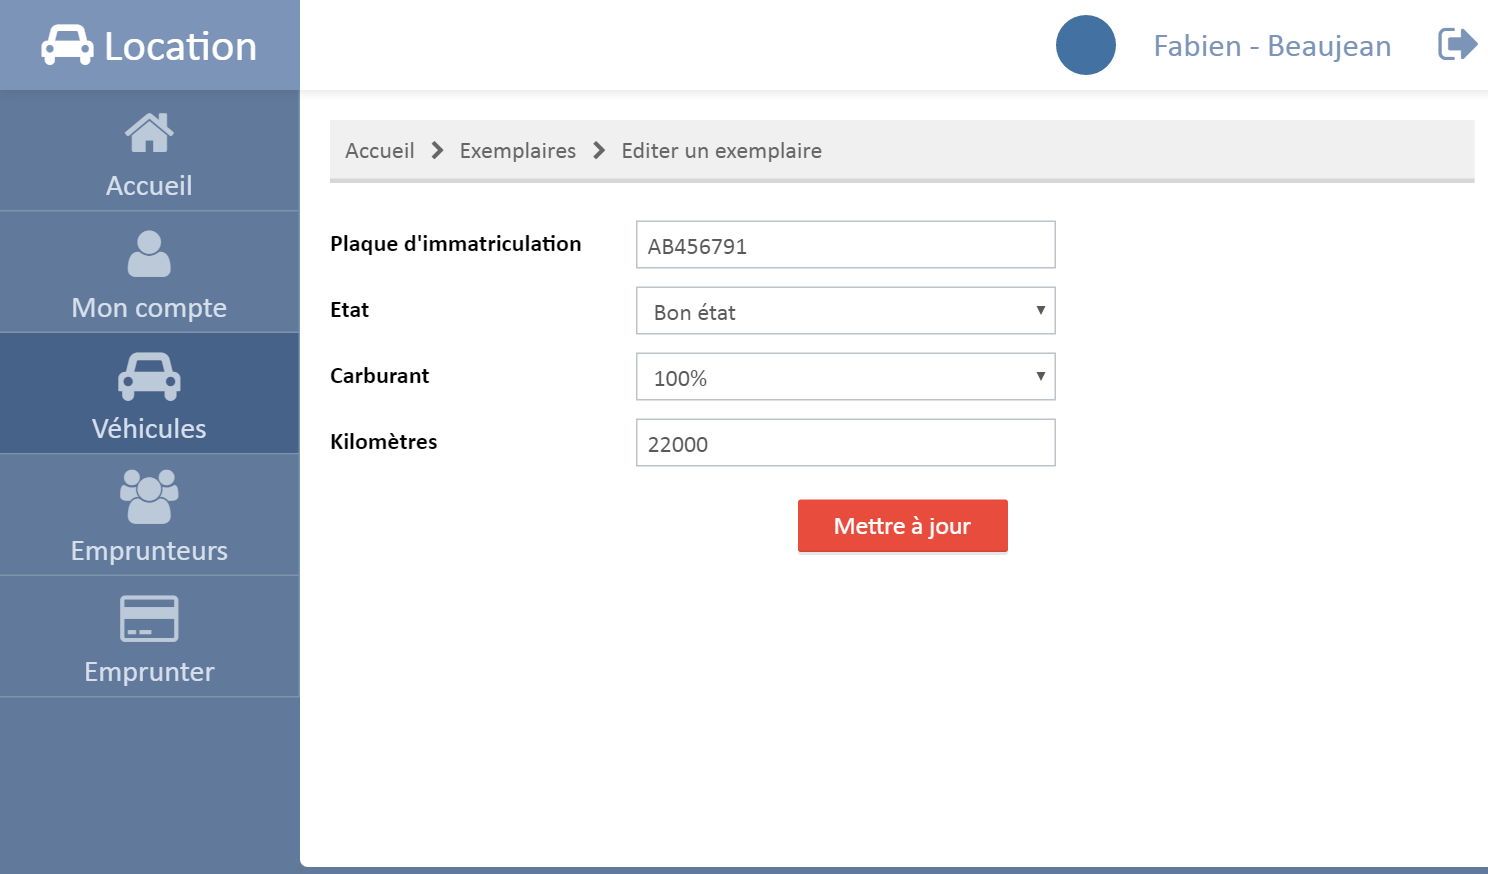 Location
Fabien - Beaujean
Accueil
Mon compte
Véhicules
Emprunteurs
Emprunter
Accueil Exemplaires Editer un exemplaire
Plaque d'immatriculation AB456791
Etat Bon état
Carburant 100%
Kilomètres 22000
Mettre à jour